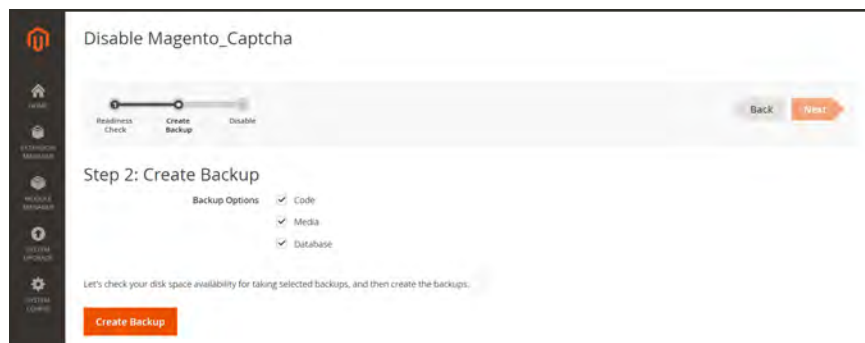 Disable Magento_Captcha
HOME
EXTENSION
MANAGER
MODULE
MANAGER
SYSTEM
UPGRADE
SYSTEM
CONFIG
Readiness
Check
Create
Backup
Disable
Back
Next
Step 2: Create Backup
Backup Options
Code
Media
Database
Let's check your disk space availability for taking selected backups, and then create the backups.
Create Backup